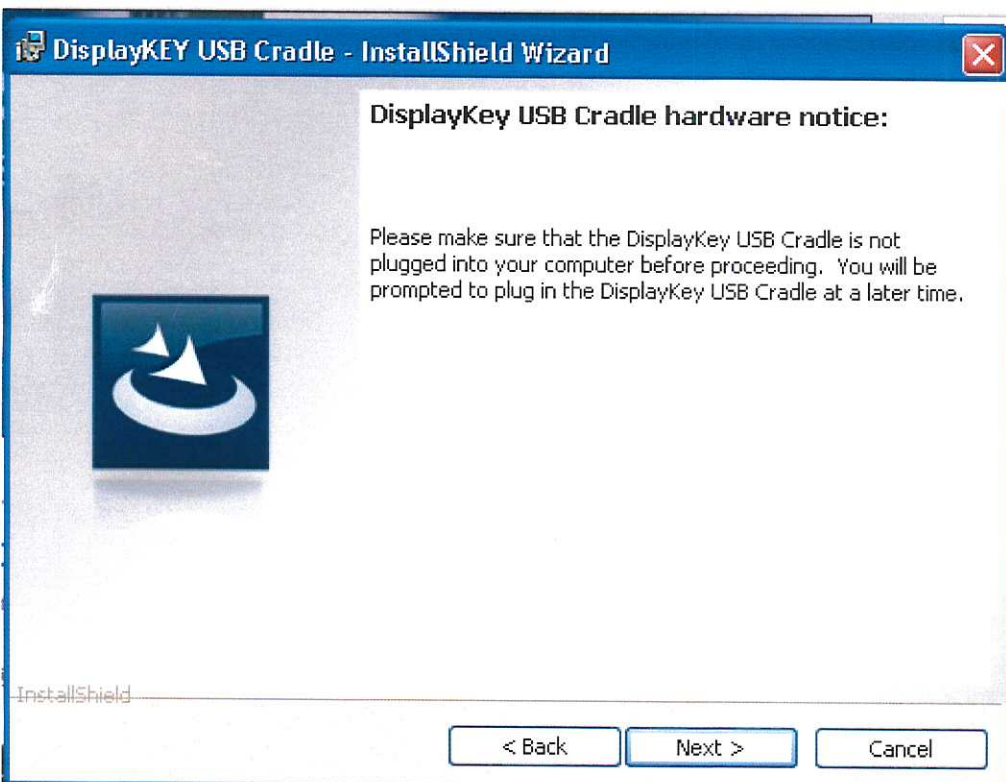 DisplayKEY USB Cradle - InstallShield Wizard
DisplayKey USB Cradle hardware notice:
Please make sure that the DisplayKey USB Cradle is not
plugged into your computer before proceeding.  You will be
prompted to plug in the DisplayKey USB Cradle at a later time.
InstallShield
< Back
Next >
Cancel